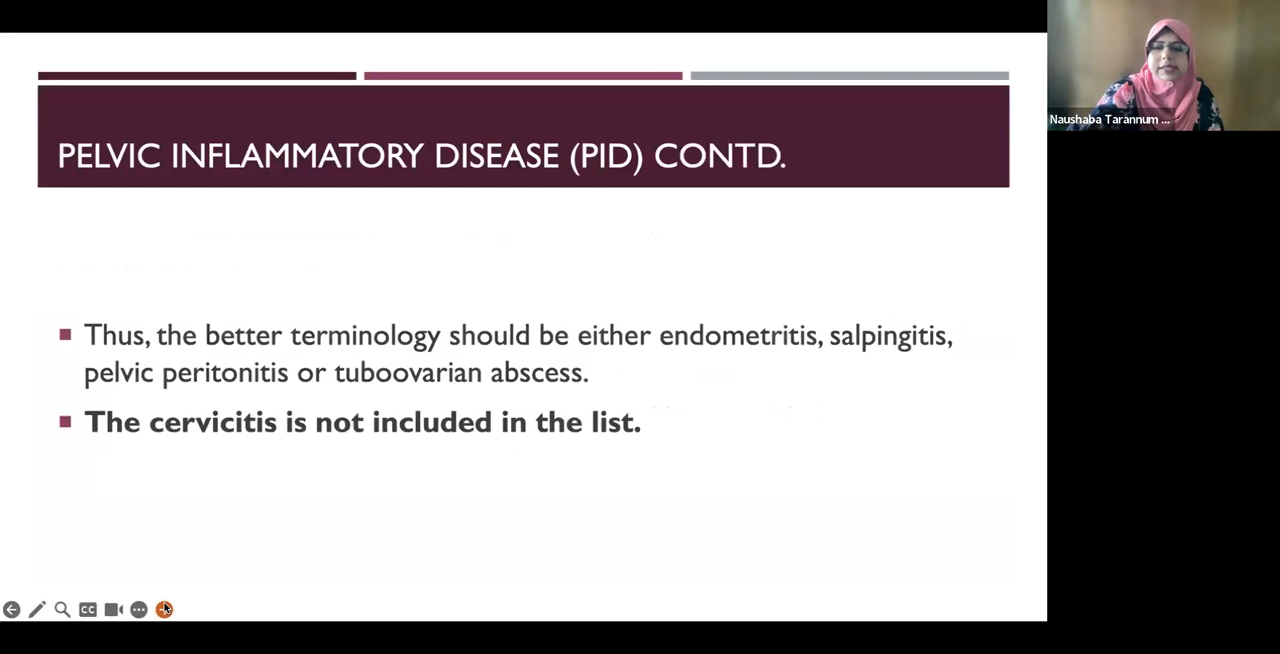 PELVIC INFLAMMATORY DISEASE (PID) CONTD.
Thus, the better terminology should be either endometritis, salpingitis,
pelvic peritonitis or tuboovarian abscess.
The cervicitis is not included in the list.
Naushaba Tarannum ...
CC